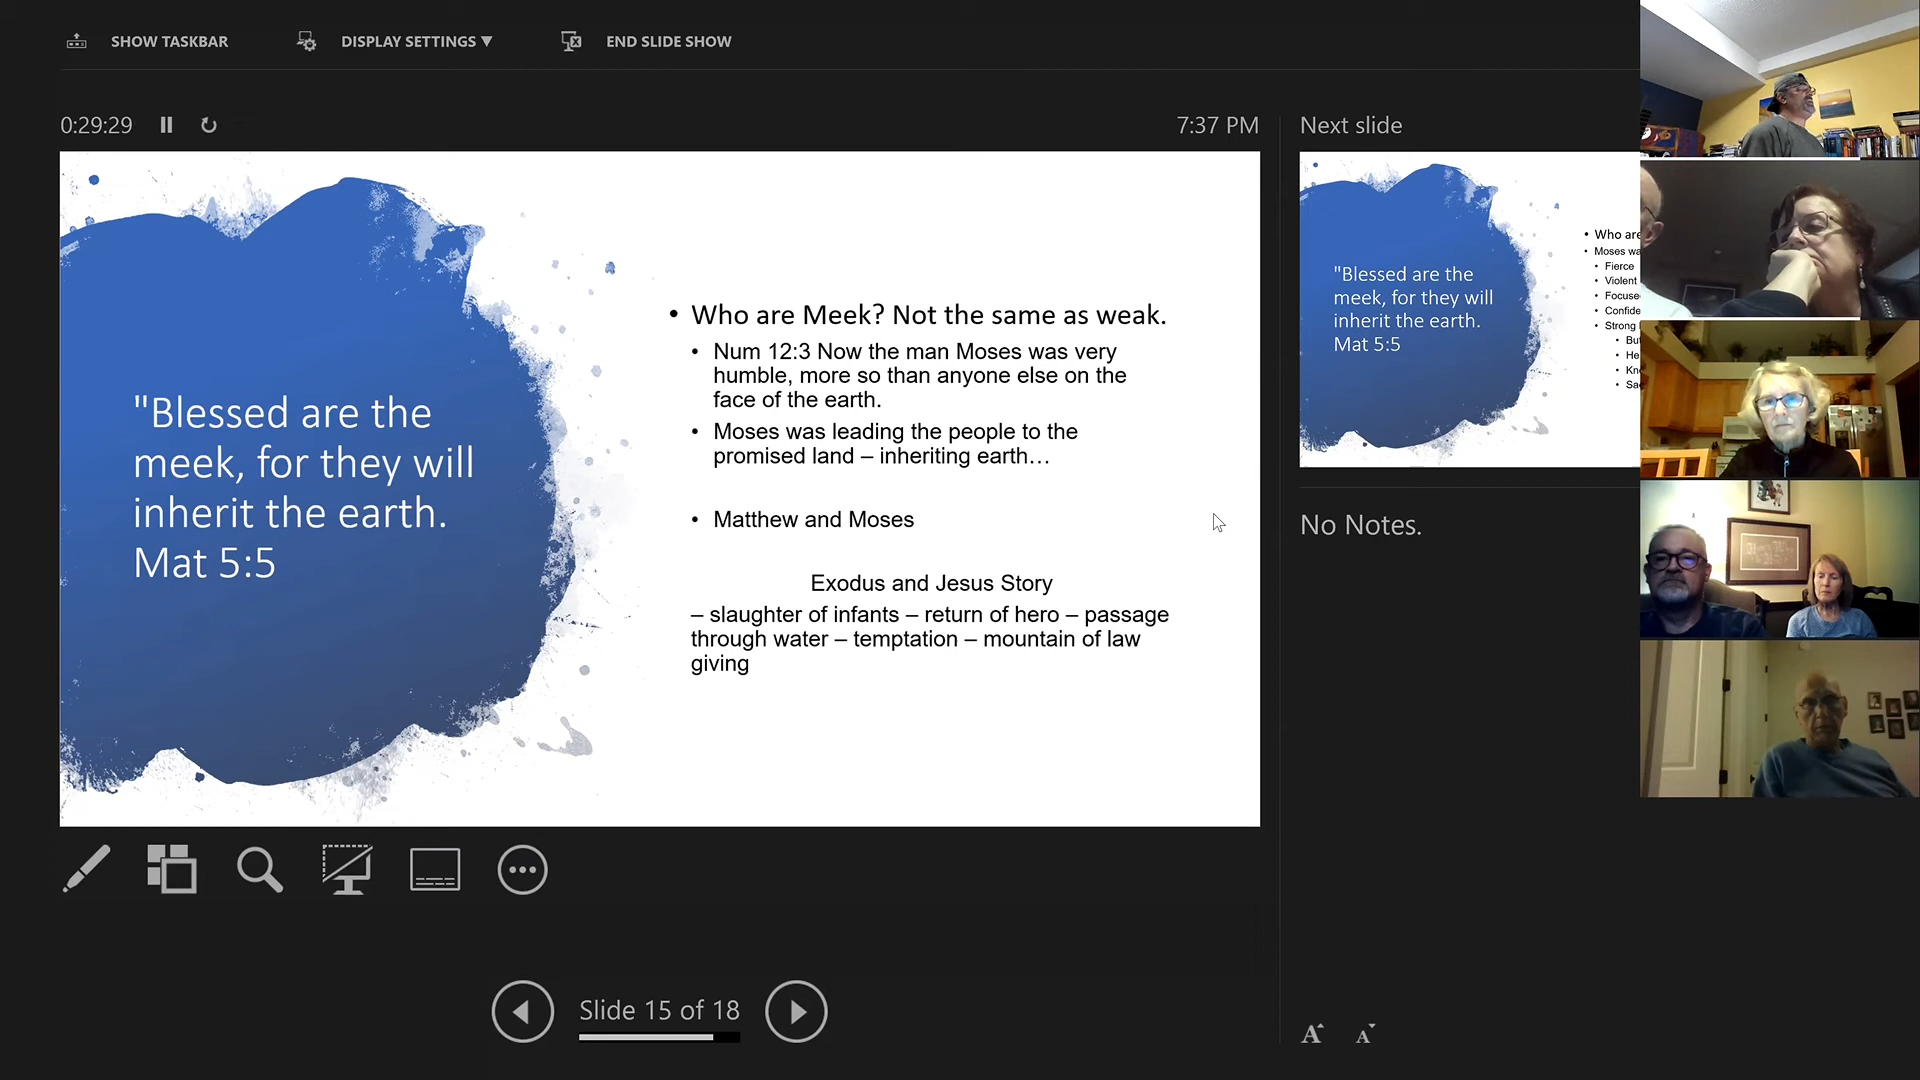 SHOW TASKBAR
DISPLAY SETTINGS ▼
END SLIDE SHOW
0:29:29
7:37 PM
Next slide
"Blessed are the
meek, for they will
inherit the earth.
Mat 5:5
• Who are Meek? Not the same as weak.
• Num 12:3 Now the man Moses was very
humble, more so than anyone else on the
face of the earth.
• Moses was leading the people to the
promised land – inheriting earth…
• Matthew and Moses
Exodus and Jesus Story
– slaughter of infants – return of hero – passage
through water – temptation – mountain of law
giving
"Blessed are the
meek, for they will
inherit the earth.
Mat 5:5
• Who are
• Moses
• Fierce
• Violent
No Notes.
Slide 15 of 18
A
A